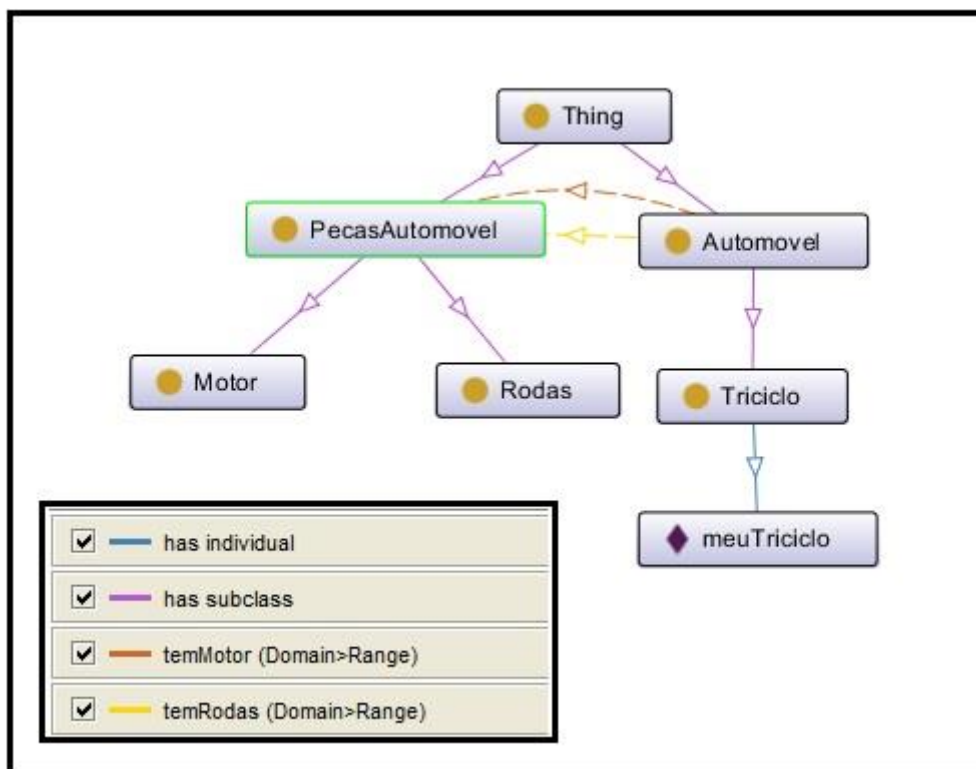 Thing
PecasAutomovel
Automovel
Motor
Rodas
Triciclo
meuTriciclo
has individual
has subclass
temMotor (Domain>Range)
temRodas (Domain>Range)